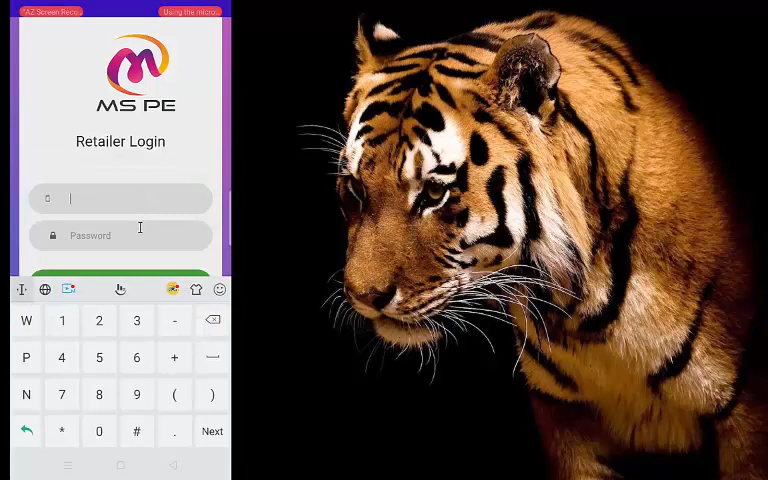 "AZ Screen Reco...
Using the micro...
MS PE
Retailer Login
Password
W 1 2 3 -
P 4 5 6 +
N 7 8 9 ( )
* 0 # . Next